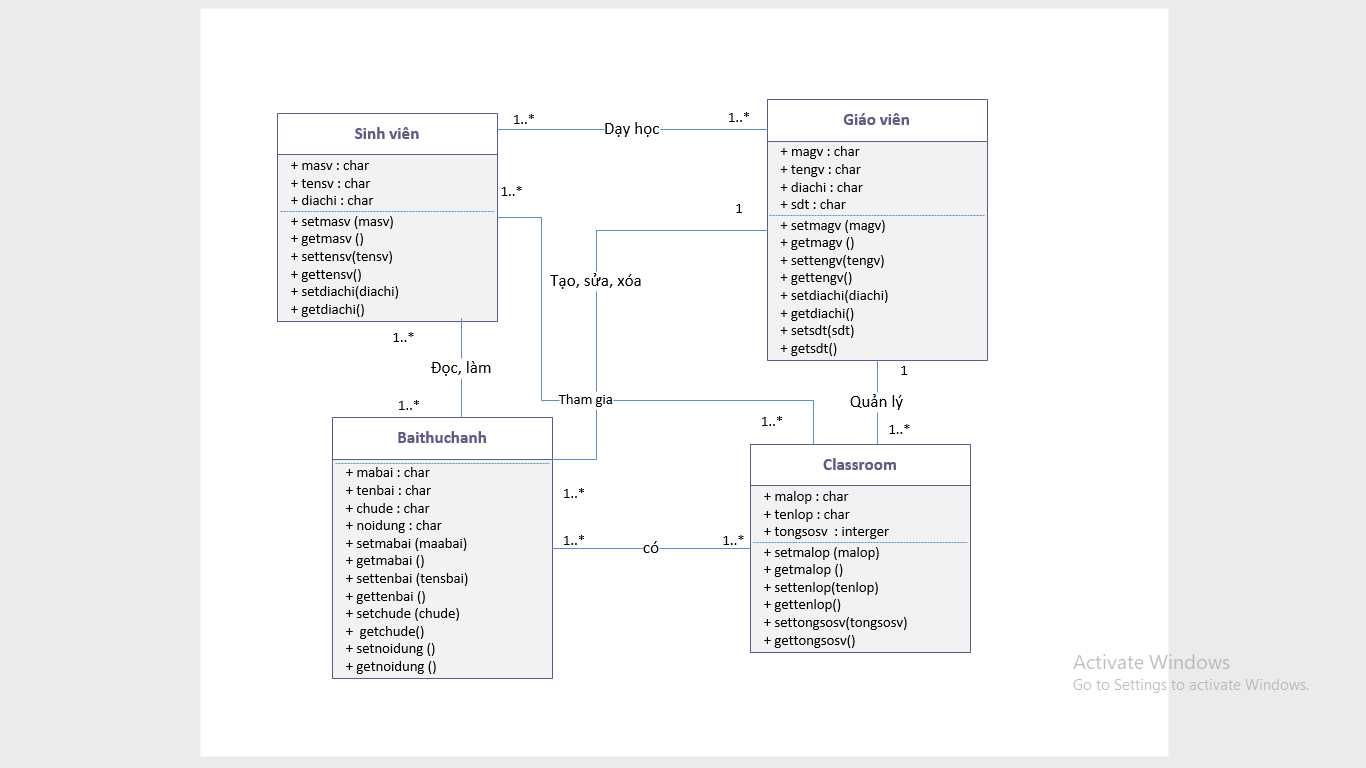 Sinh viên
+ masv : char
+ tensv : char
+ diachi : char
+ setmasv (masv)
+ getmasv ()
+ settensv(tensv)
+ gettensv()
+ setdiachi(diachi)
+ getdiachi()
1..*
Dạy học
1..*
Giáo viên
+ magv : char
+ tengv : char
+ diachi : char
+ sdt : char
+ setmagv (magv)
+ getmagv ()
+ settengv(tengv)
+ gettengv()
+ setdiachi(diachi)
+ getdiachi()
+ setsdt(sdt)
+ getsdt()
1..*
1
Tạo, sửa, xóa
1..*
Đọc, làm
1..*
Tham gia
1..*
1
Quản lý
1..*
Baithuchanh
+ mabai : char
+ tenbai : char
+ chude : char
+ noidung : char
+ setmabai (maabai)
+ getmabai ()
+ settenbai (tensbai)
+ gettenbai ()
+ setchude (chude)
+  getchude()
+ setnoidung ()
+ getnoidung ()
1..*
1..*
có
1..*
Classroom
+ malop : char
+ tenlop : char
+ tongsosv  : interger
+ setmalop (malop)
+ getmalop ()
+ settenlop(tenlop)
+ gettenlop()
+ settongsosv(tongsosv)
+ gettongsosv()
Activate Windows
Go to Settings to activate Windows.